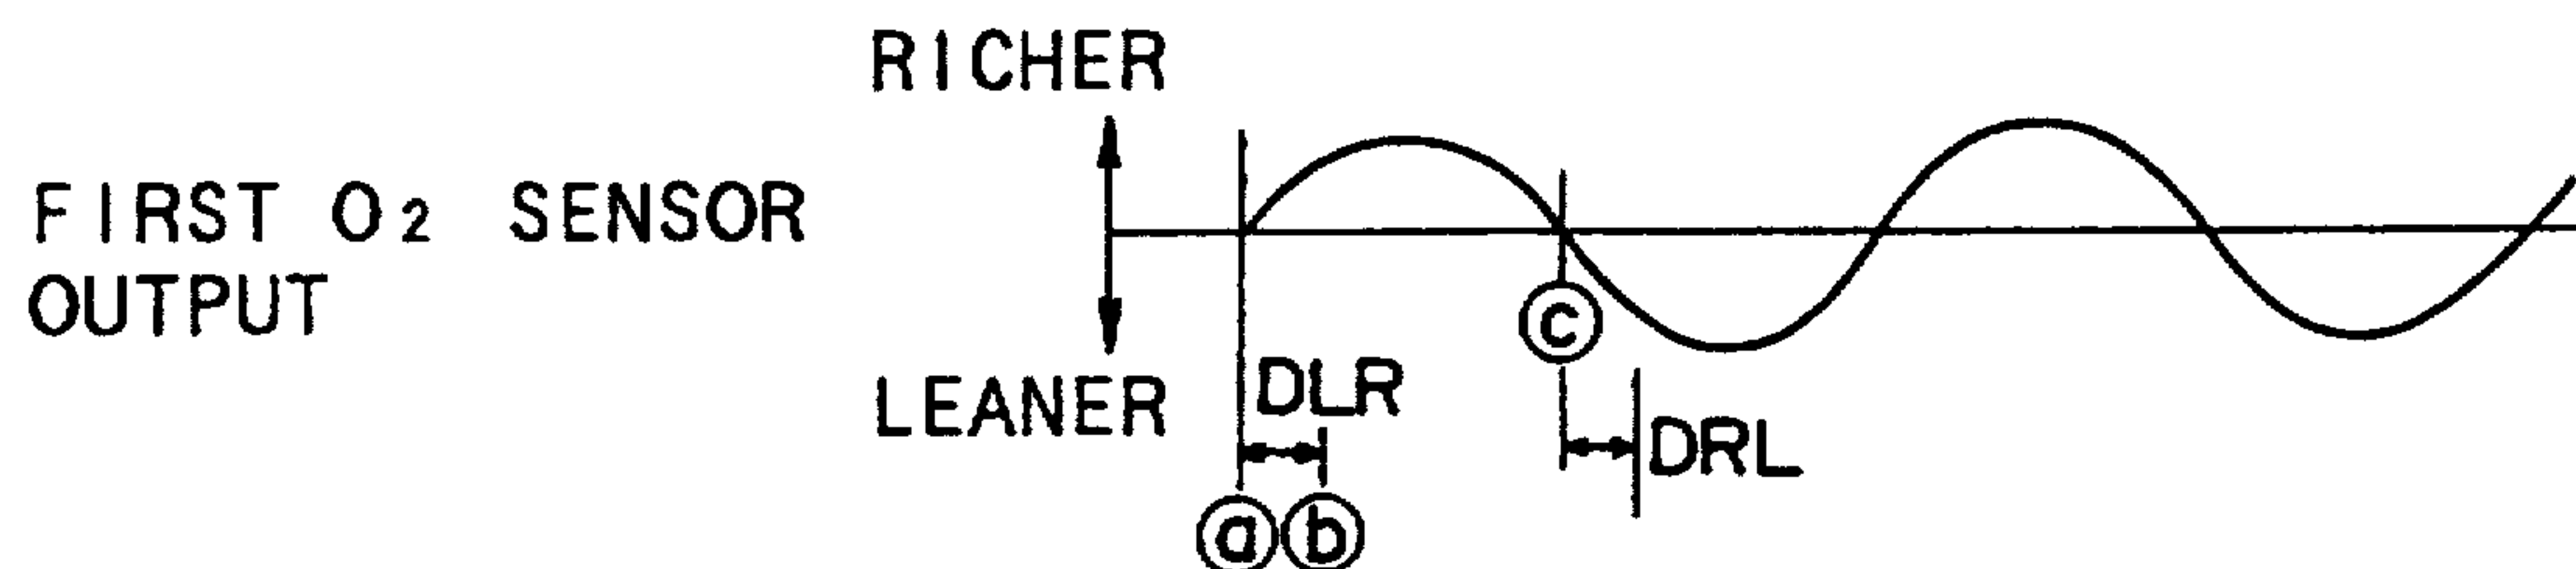 RICHER
FIRST O₂ SENSOR
OUTPUT
LEANER
DLR
DRL
ⓐ ⓑ
ⓒ